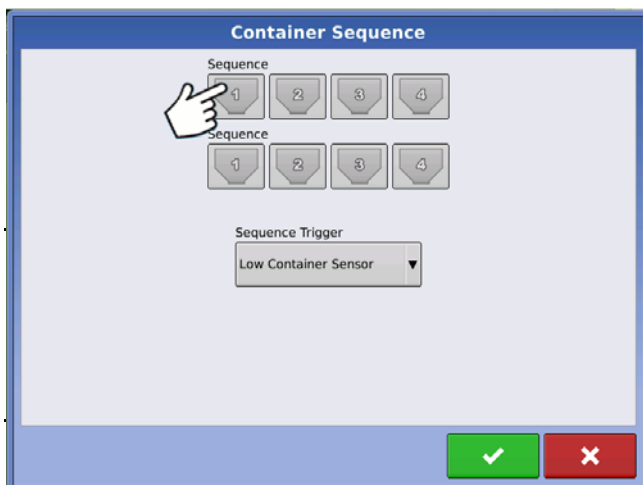 Container Sequence
Sequence
1 2 3 4
Sequence
1 2 3 4
Sequence Trigger
Low Container Sensor